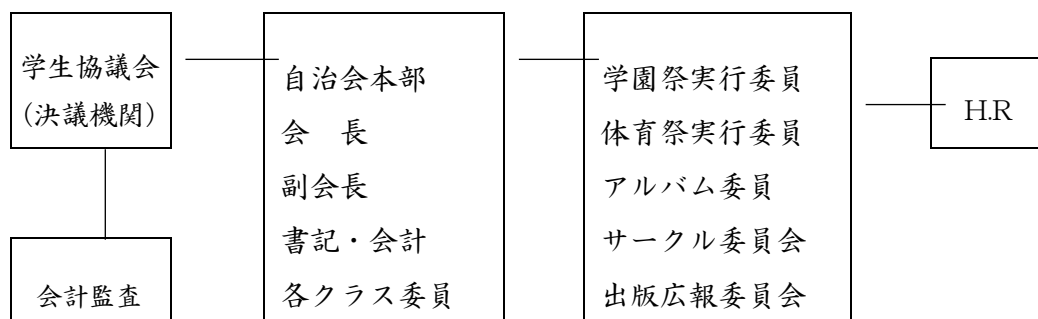 学生協議会
(決議機関)
会計監査
自治会本部
会　長
副会長
書記・会計
各クラス委員
学園祭実行委員
体育祭実行委員
アルバム委員
サークル委員会
出版広報委員会
H.R